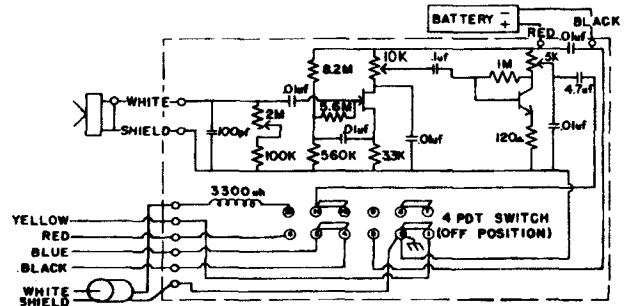 BATTERY - +
RED
BLACK
.01uf
8.2M
10K
.1uf
1M
5K
.01uf
4.7uf
WHITE
2M
5.6M
SHIELD
100pf
.01uf
.01uf
120Ω
.01uf
100K
560K
33K
3300uh
YELLOW
RED
4 PDT SWITCH
(OFF POSITION)
BLUE
BLACK
WHITE
SHIELD